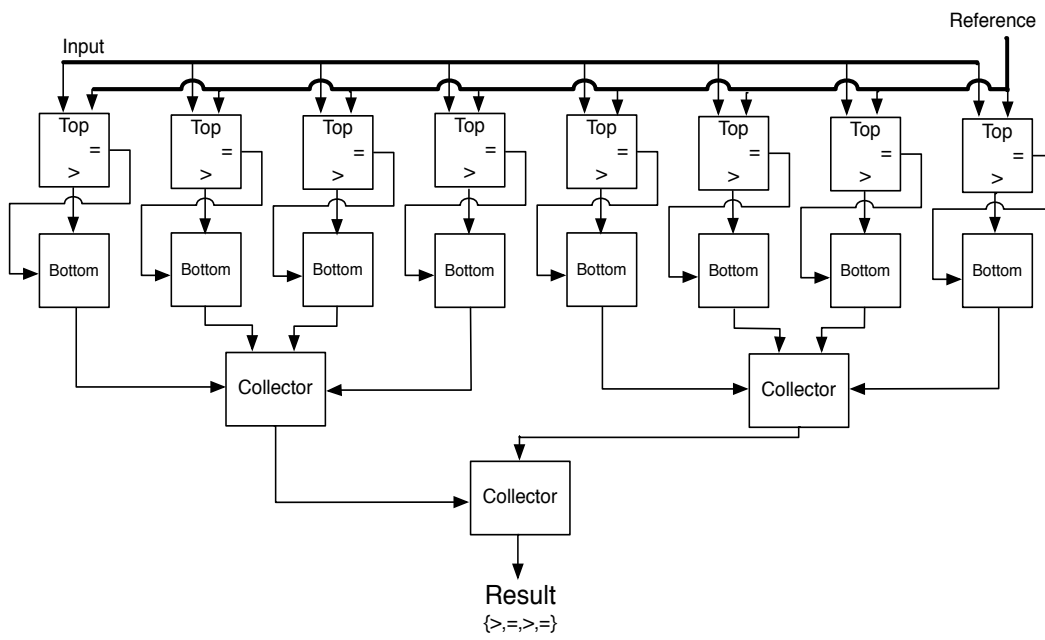 Reference
Input
Top Top Top Top Top Top Top Top
= = = = = = = =
> > > > > > > >
Bottom Bottom Bottom Bottom Bottom Bottom Bottom Bottom
Collector Collector
Collector
Result
{>,=,>,=}